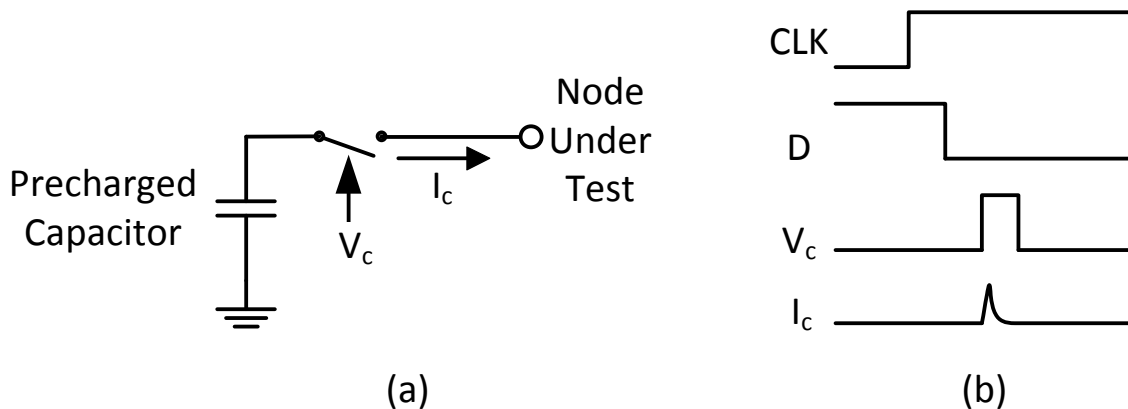 Node
Under
Test
Precharged
Capacitor
I_c
V_c
(a)
CLK
D
V_c
I_c
(b)